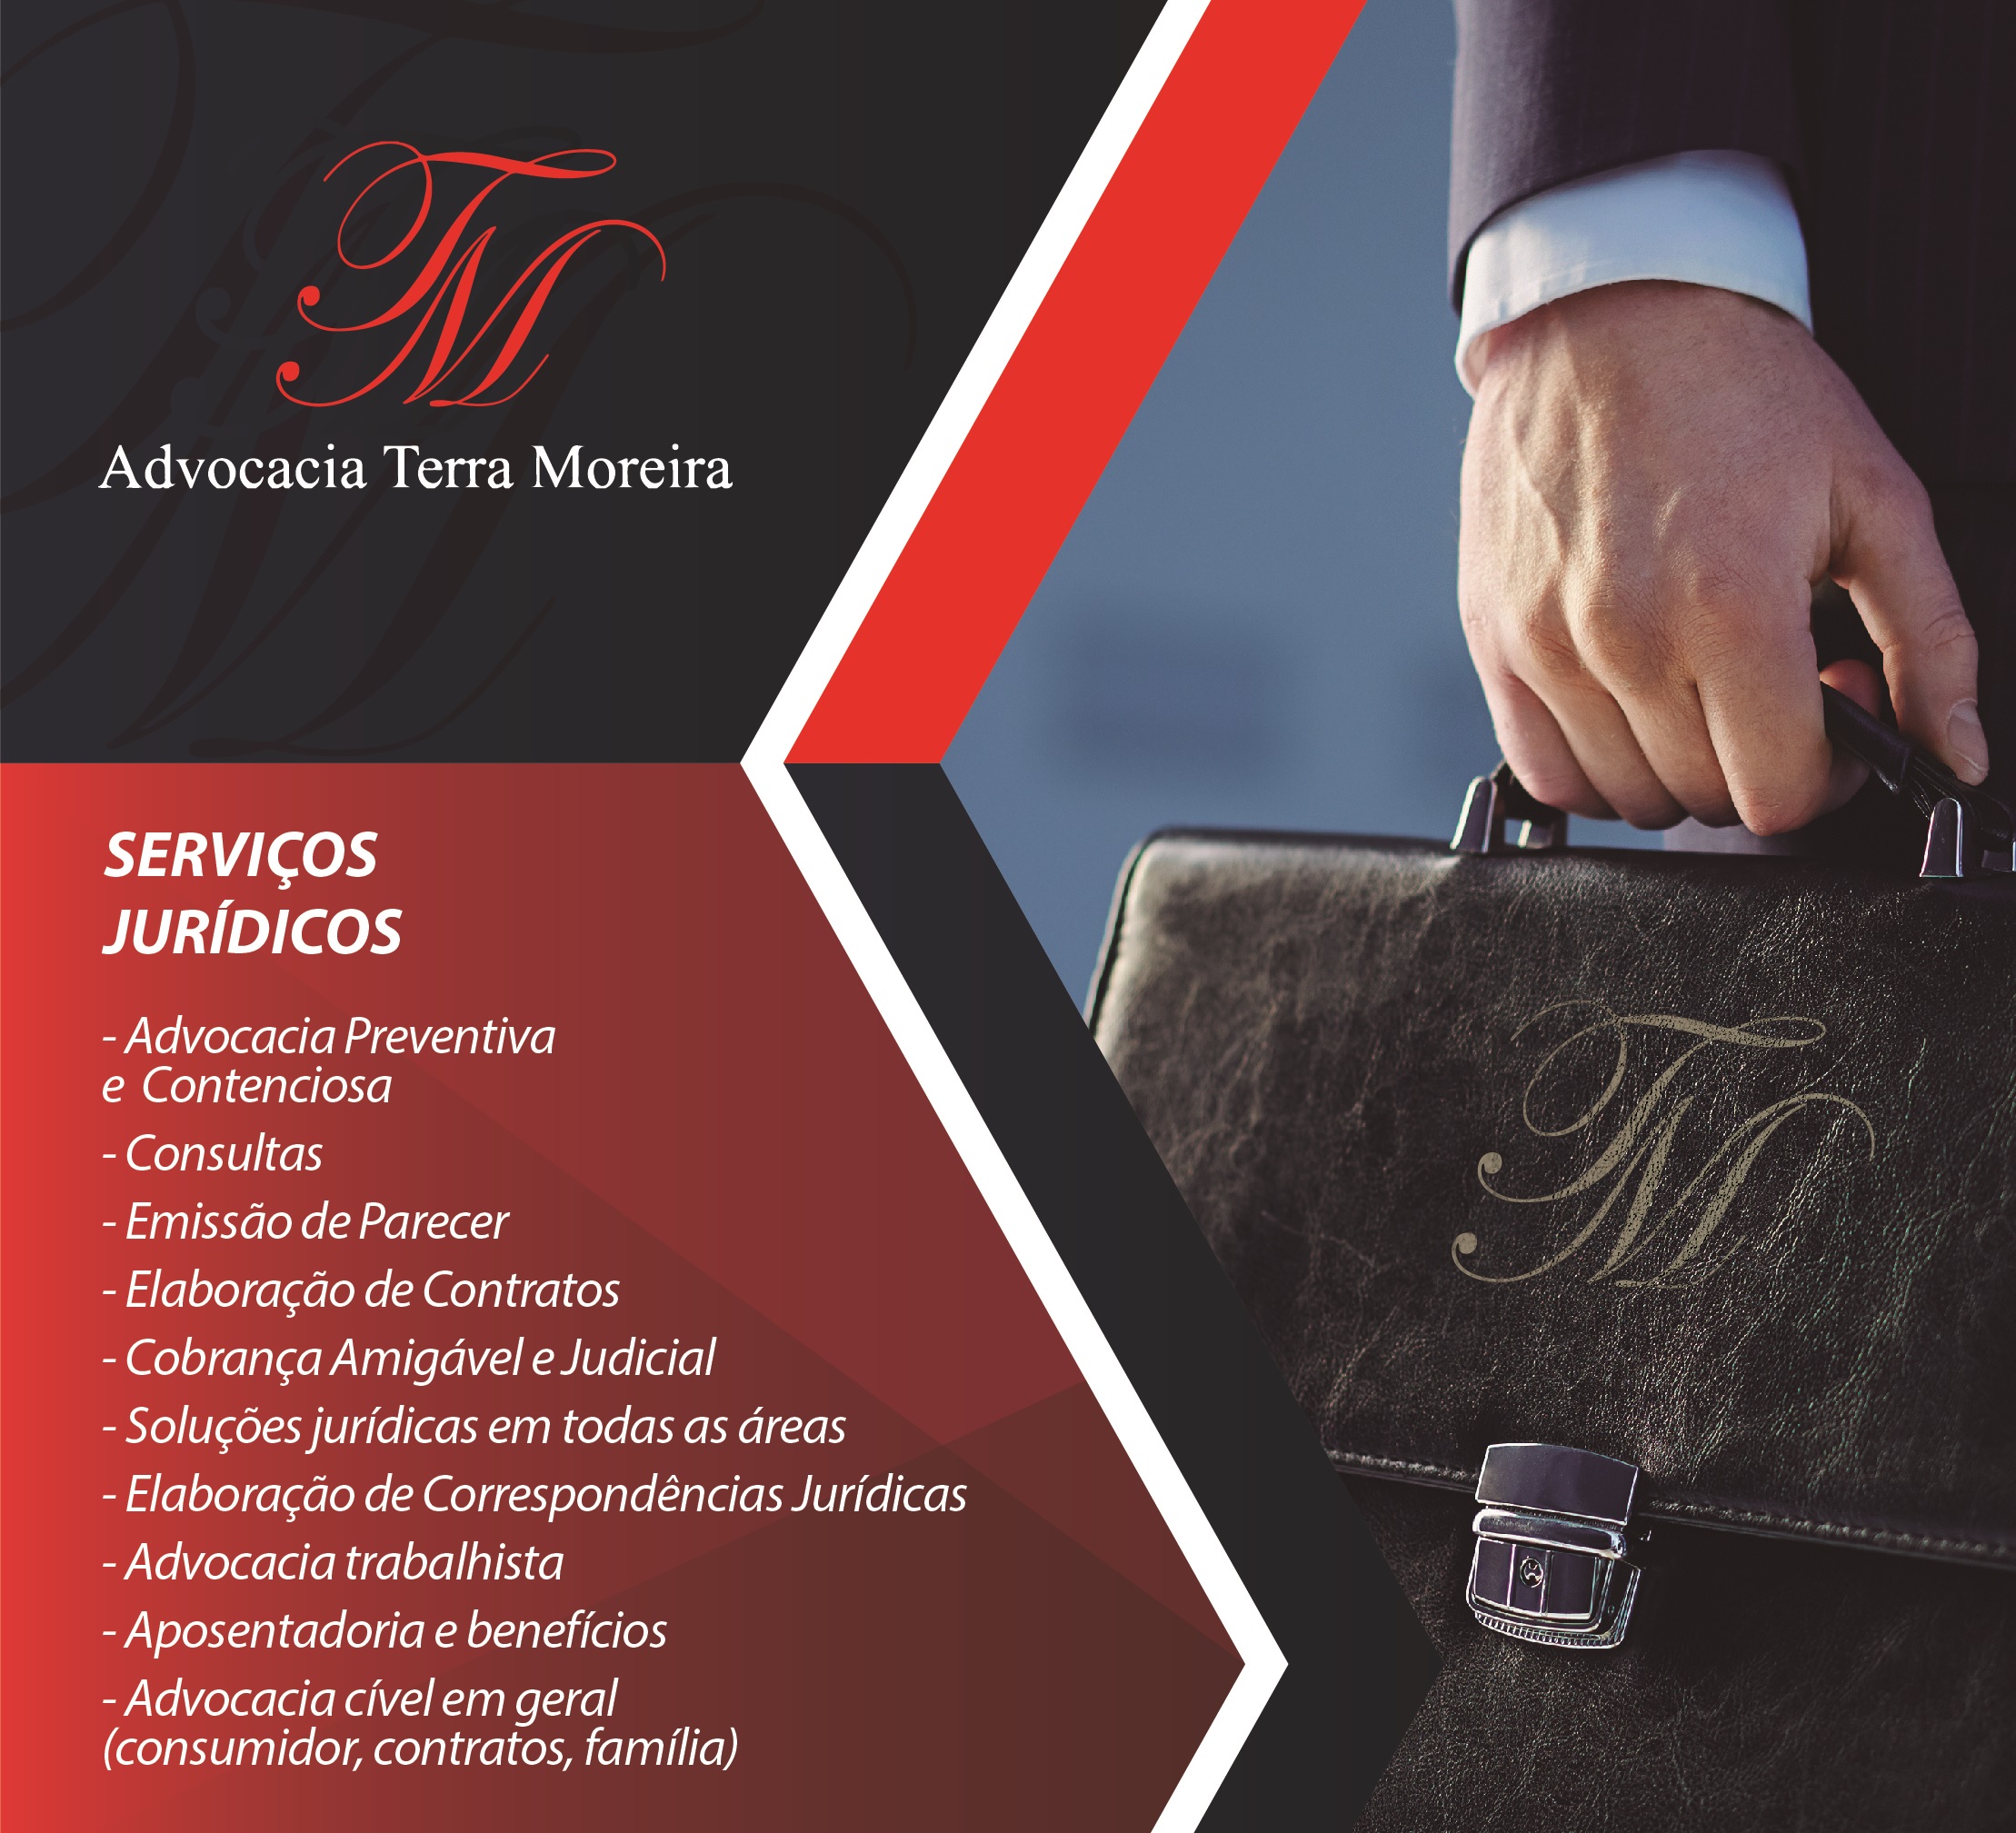 TM
Advocacia Terra Moreira
SERVIÇOS
JURÍDICOS
- Advocacia Preventiva
e Contenciosa
- Consultas
- Emissão de Parecer
- Elaboração de Contratos
- Cobrança Amigável e Judicial
- Soluções jurídicas em todas as áreas
- Elaboração de Correspondências Jurídicas
- Advocacia trabalhista
- Aposentadoria e benefícios
- Advocacia cível em geral
(consumidor, contratos, família)
TM